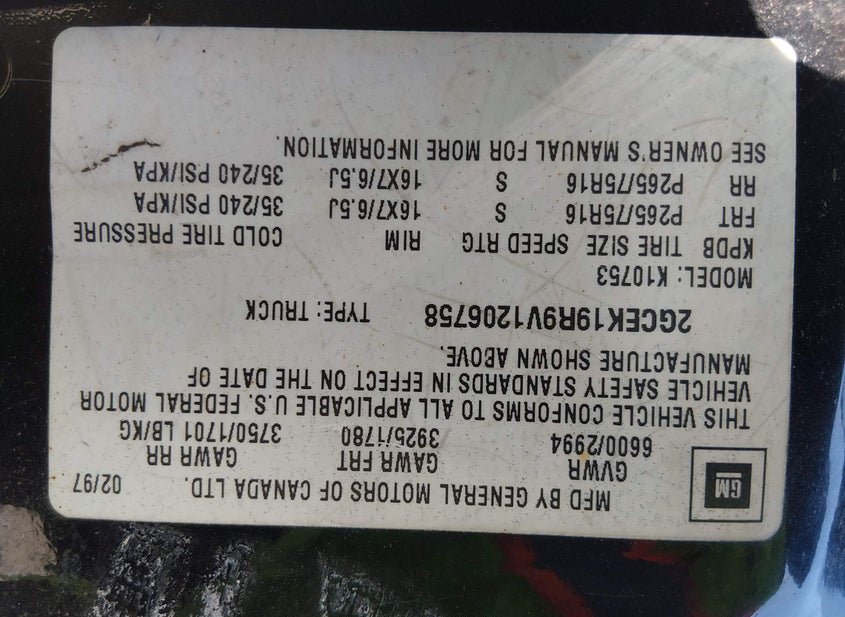 GM
MFD BY GENERAL MOTORS OF CANADA LTD. 02/97
GVWR GAWR FRT GAWR RR
6600/2994 3925/1780 3750/1701 LB/KG
THIS VEHICLE CONFORMS TO ALL APPLICABLE U.S. FEDERAL MOTOR
VEHICLE SAFETY STANDARDS IN EFFECT ON THE DATE OF
MANUFACTURE SHOWN ABOVE.
2GCEK19R9V1206758 TYPE: TRUCK
MODEL: K10753
KPDB TIRE SIZE SPEED RTG RIM COLD TIRE PRESSURE
FRT P265/75R16 S 16X7/6.5J 35/240 PSI/KPA
RR P265/75R16 S 16X7/6.5J 35/240 PSI/KPA
SEE OWNER'S MANUAL FOR MORE INFORMATION.